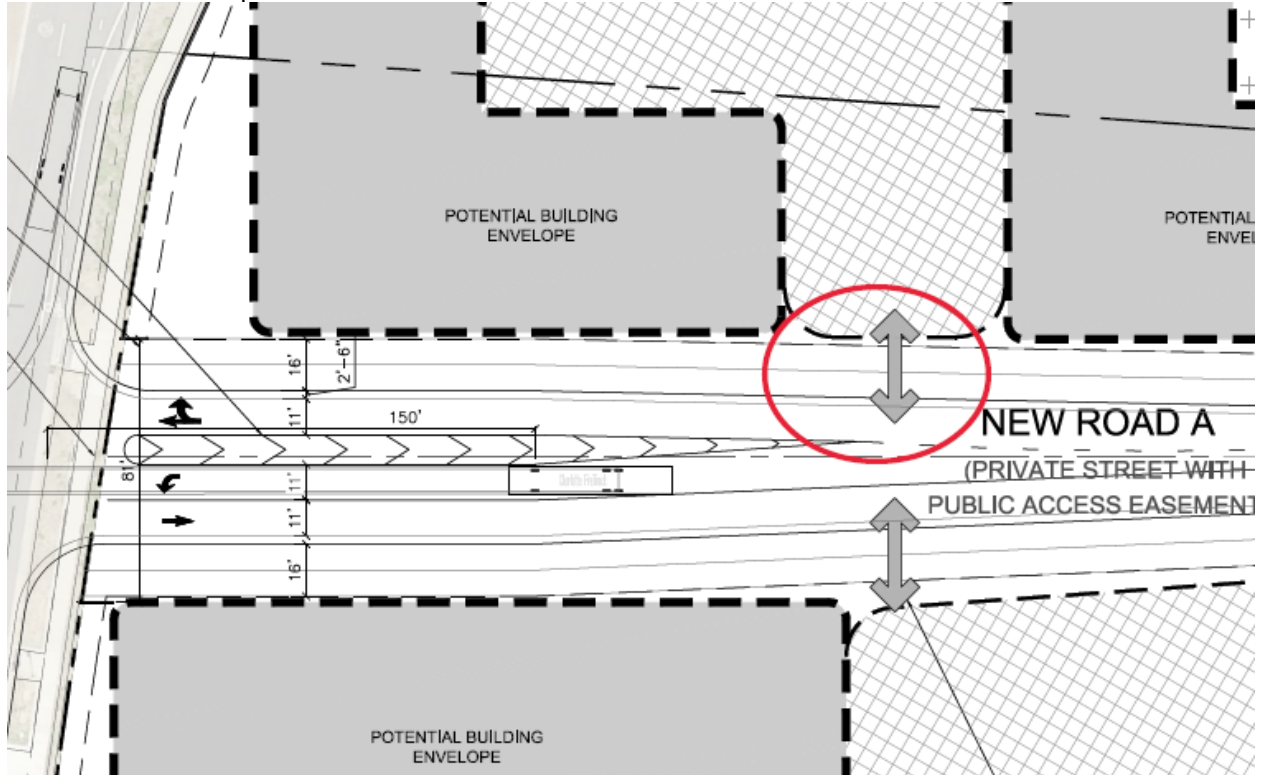 POTENTIAL BUILDING
ENVELOPE
POTENTIAL
ENVEL
16'
2'-6"
11'
150'
NEW ROAD A
81'
11'
(PRIVATE STREET WITH
PUBLIC ACCESS EASEMENT
11'
16'
POTENTIAL BUILDING
ENVELOPE